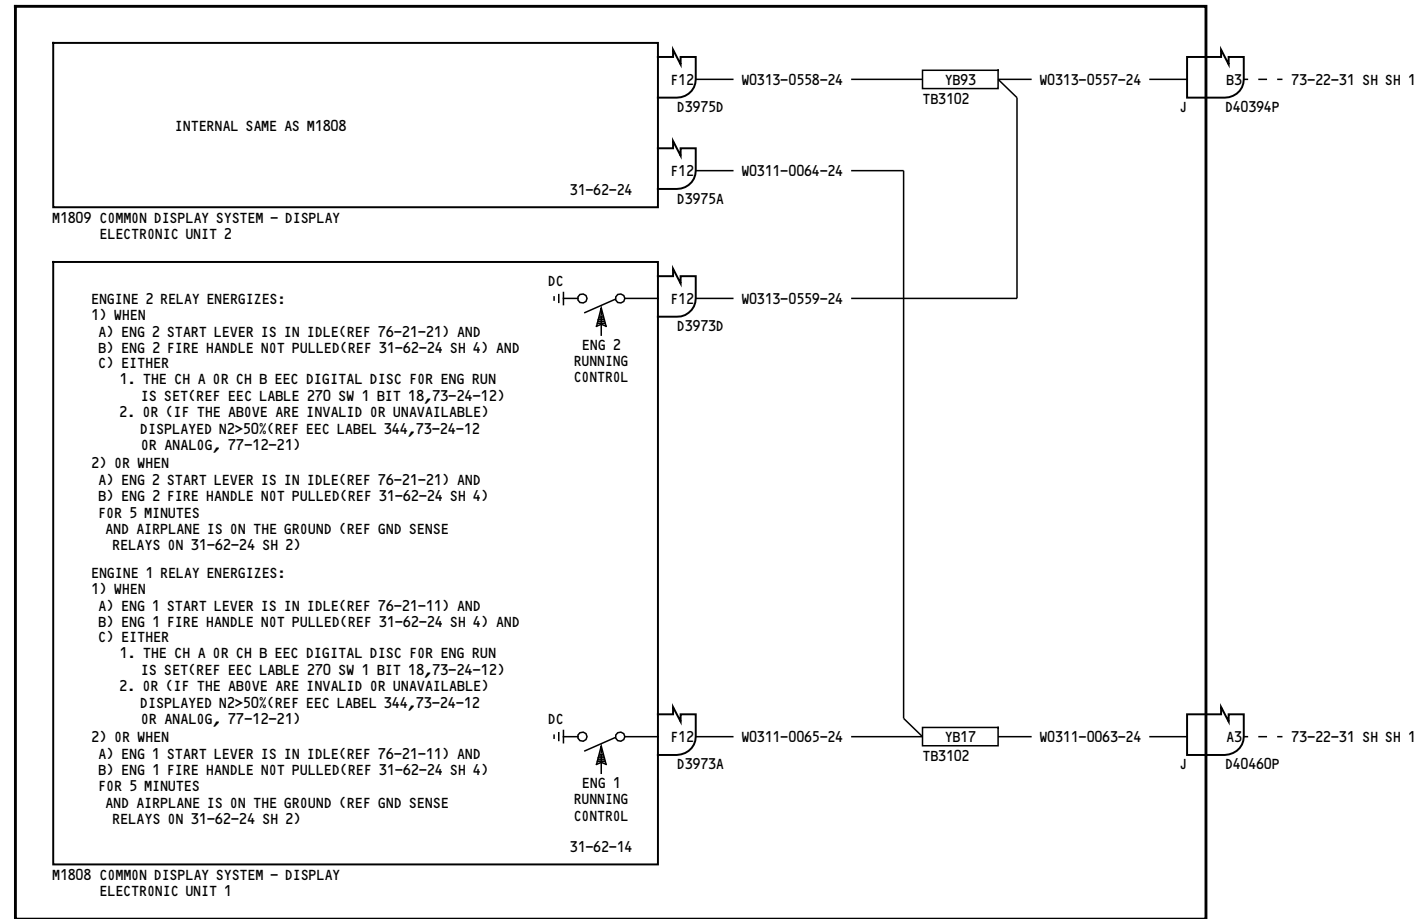 INTERNAL SAME AS M1808
31-62-24
M1809 COMMON DISPLAY SYSTEM - DISPLAY
ELECTRONIC UNIT 2
F12
D3975D
W0313-0558-24
YB93
TB3102
W0313-0557-24
J
B3
D40394P
73-22-31 SH SH 1
F12
D3975A
W0311-0064-24
ENGINE 2 RELAY ENERGIZES:
1) WHEN
A) ENG 2 START LEVER IS IN IDLE(REF 76-21-21) AND
B) ENG 2 FIRE HANDLE NOT PULLED(REF 31-62-24 SH 4) AND
C) EITHER
1. THE CH A OR CH B EEC DIGITAL DISC FOR ENG RUN
IS SET(REF EEC LABLE 270 SW 1 BIT 18,73-24-12)
2. OR (IF THE ABOVE ARE INVALID OR UNAVAILABLE)
DISPLAYED N2>50%(REF EEC LABEL 344,73-24-12
OR ANALOG, 77-12-21)
2) OR WHEN
A) ENG 2 START LEVER IS IN IDLE(REF 76-21-21) AND
B) ENG 2 FIRE HANDLE NOT PULLED(REF 31-62-24 SH 4)
FOR 5 MINUTES
AND AIRPLANE IS ON THE GROUND (REF GND SENSE
RELAYS ON 31-62-24 SH 2)
DC
ENG 2
RUNNING
CONTROL
F12
D3973D
W0313-0559-24
ENGINE 1 RELAY ENERGIZES:
1) WHEN
A) ENG 1 START LEVER IS IN IDLE(REF 76-21-11) AND
B) ENG 1 FIRE HANDLE NOT PULLED(REF 31-62-24 SH 4) AND
C) EITHER
1. THE CH A OR CH B EEC DIGITAL DISC FOR ENG RUN
IS SET(REF EEC LABLE 270 SW 1 BIT 18,73-24-12)
2. OR (IF THE ABOVE ARE INVALID OR UNAVAILABLE)
DISPLAYED N2>50%(REF EEC LABEL 344,73-24-12
OR ANALOG, 77-12-21)
2) OR WHEN
A) ENG 1 START LEVER IS IN IDLE(REF 76-21-11) AND
B) ENG 1 FIRE HANDLE NOT PULLED(REF 31-62-24 SH 4)
FOR 5 MINUTES
AND AIRPLANE IS ON THE GROUND (REF GND SENSE
RELAYS ON 31-62-24 SH 2)
DC
ENG 1
RUNNING
CONTROL
31-62-14
F12
D3973A
W0311-0065-24
YB17
TB3102
W0311-0063-24
J
A3
D40460P
73-22-31 SH SH 1
M1808 COMMON DISPLAY SYSTEM - DISPLAY
ELECTRONIC UNIT 1